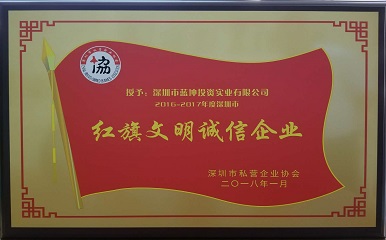 協
授予：深圳市蓝坤投资实业有限公司
2016-2017年度深圳市
红旗文明诚信企业
深圳市私营企业协会
二〇一八年一月